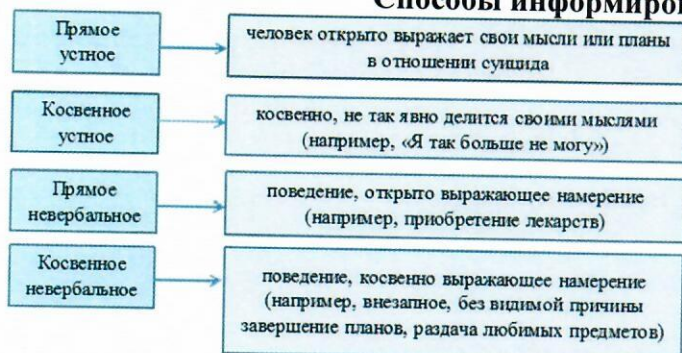 Способы информиров
Прямое
устное
человек открыто выражает свои мысли или планы
в отношении суицида
Косвенное
устное
косвенно, не так явно делится своими мыслями
(например, «Я так больше не могу»)
Прямое
невербальное
поведение, открыто выражающее намерение
(например, приобретение лекарств)
Косвенное
невербальное
поведение, косвенно выражающее намерение
(например, внезапное, без видимой причины
завершение планов, раздача любимых предметов)